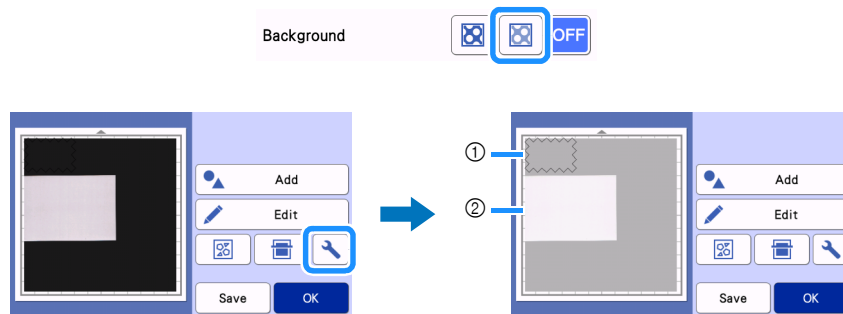 Background OFF
Add
Edit
Save OK
① Add
② Edit
Save OK